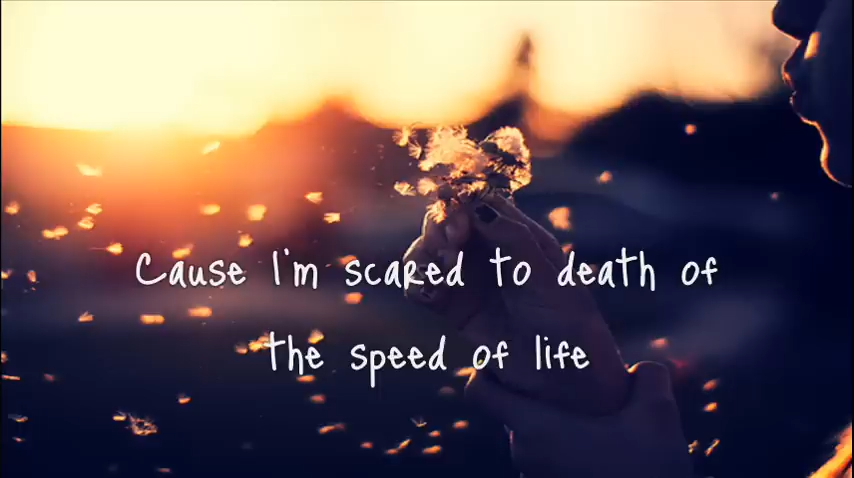 Cause I'm scared to death of
the speed of life